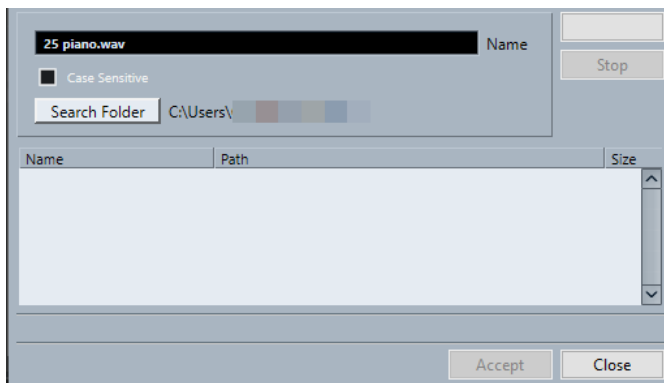 25 piano.wav
Name
Stop
Case Sensitive
Search Folder C:\Users\
Name Path Size
Accept Close